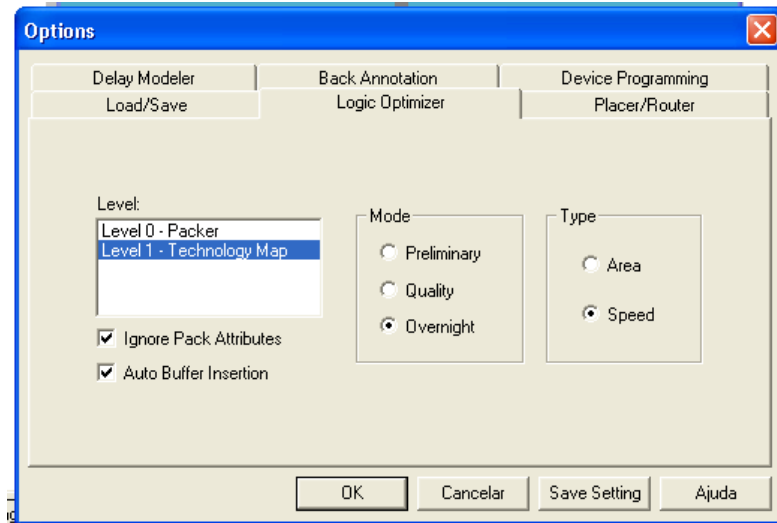 Options
Delay Modeler Back Annotation Device Programming
Load/Save Logic Optimizer Placer/Router
Level:
Level 0 - Packer
Level 1 - Technology Map
Ignore Pack Attributes
Auto Buffer Insertion
Mode
Preliminary
Quality
Overnight
Type
Area
Speed
OK Cancelar Save Setting Ajuda